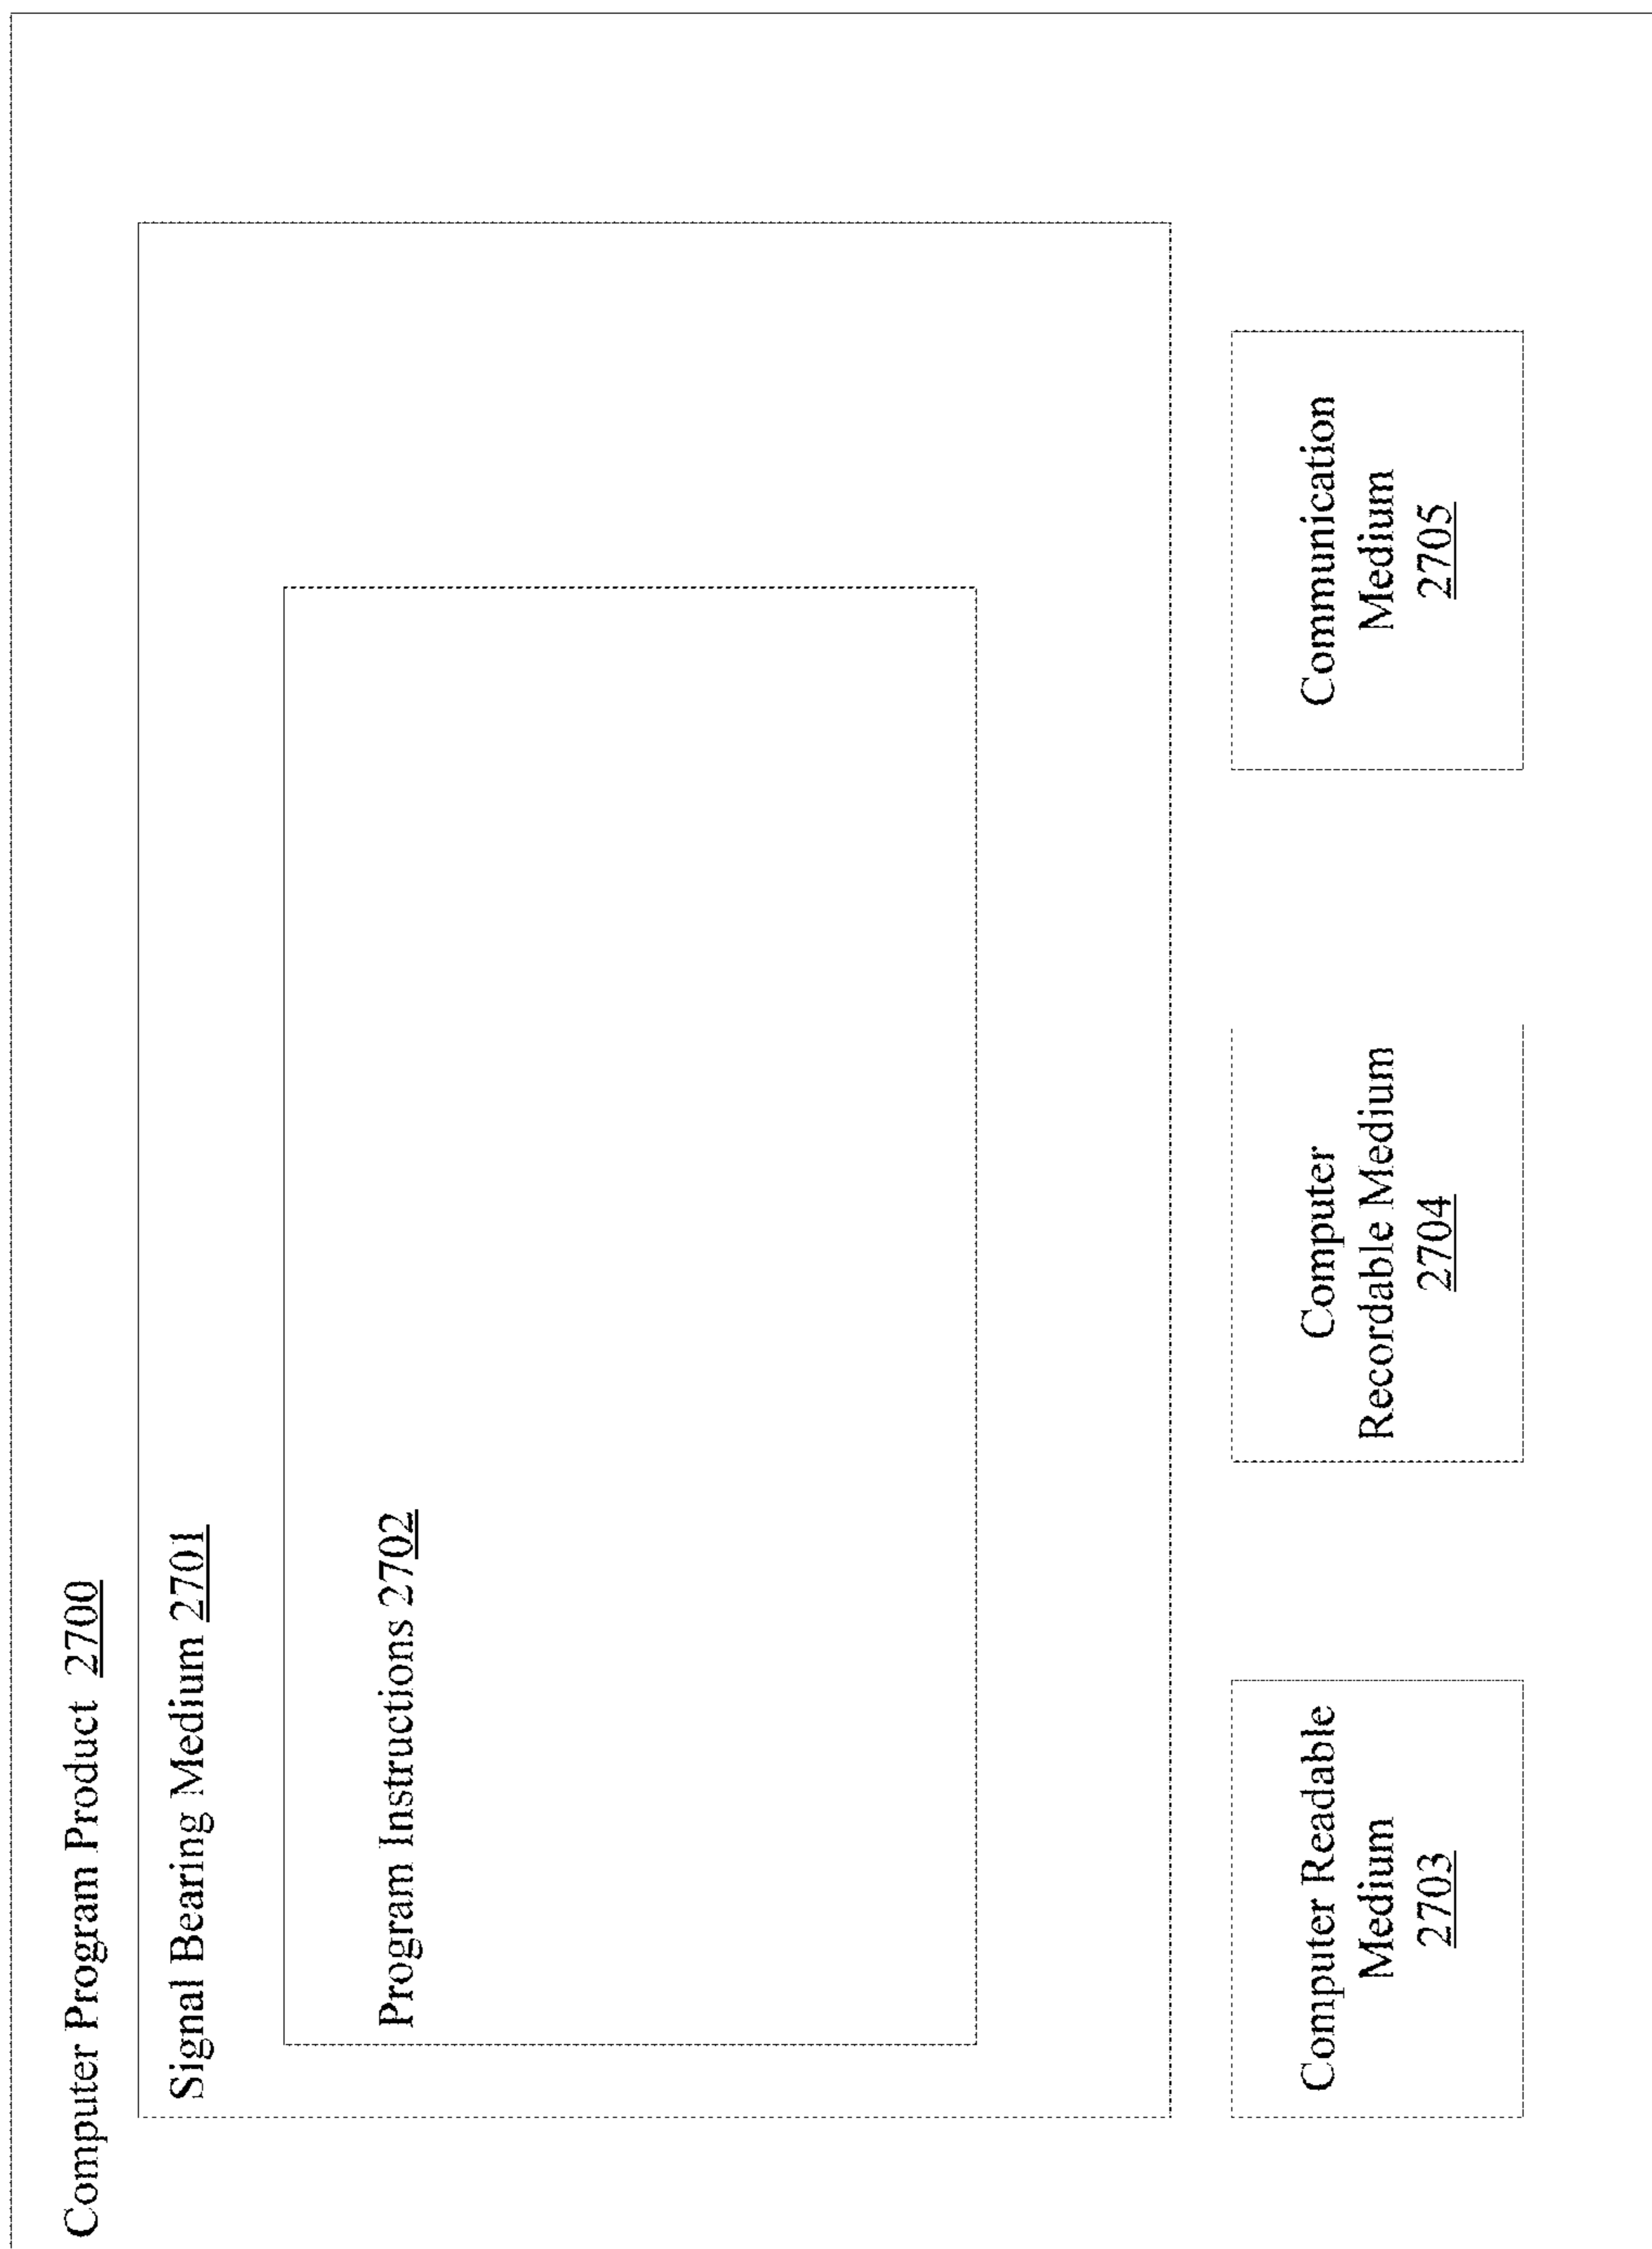 Computer Program Product 2700
Signal Bearing Medium 2701
Program Instructions 2702
Computer Readable
Medium
2703
Computer
Recordable Medium
2704
Communication
Medium
2705